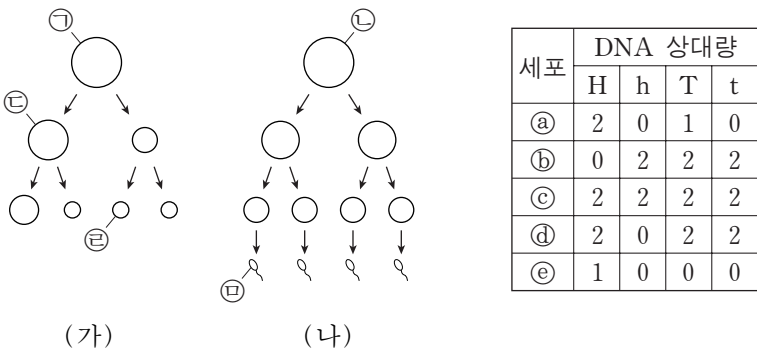 ㉠ ㉡
㉢
㉣
㉤
(가) (나)
세포 DNA 상대량
H h T t
ⓐ 2 0 1 0
ⓑ 0 2 2 2
ⓒ 2 2 2 2
ⓓ 2 0 2 2
ⓔ 1 0 0 0